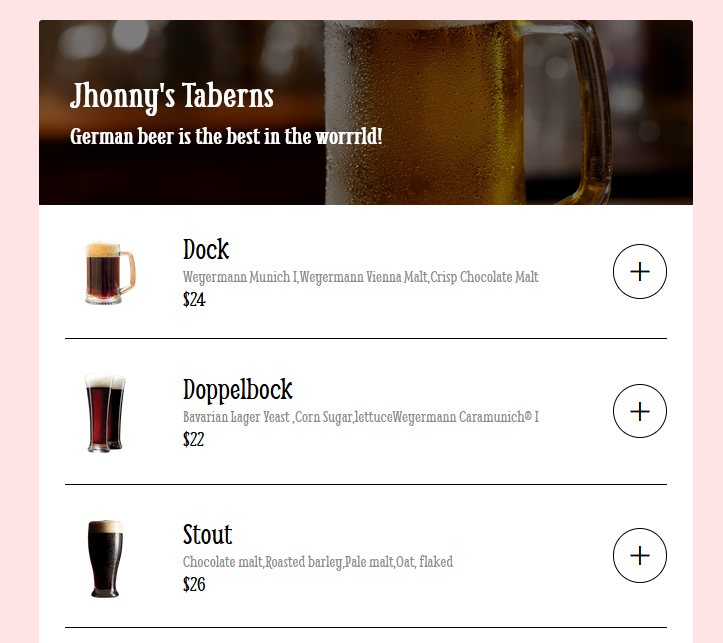 Jhonny's Taberns
German beer is the best in the worrrld!
Dock
Weyermann Munich I,Weyermann Vienna Malt,Crisp Chocolate Malt
$24
Doppelbock
Bavarian Lager Yeast ,Corn Sugar,lettuceWeyermann Caramunich® I
$22
Stout
Chocolate malt,Roasted barley,Pale malt,Oat, flaked
$26